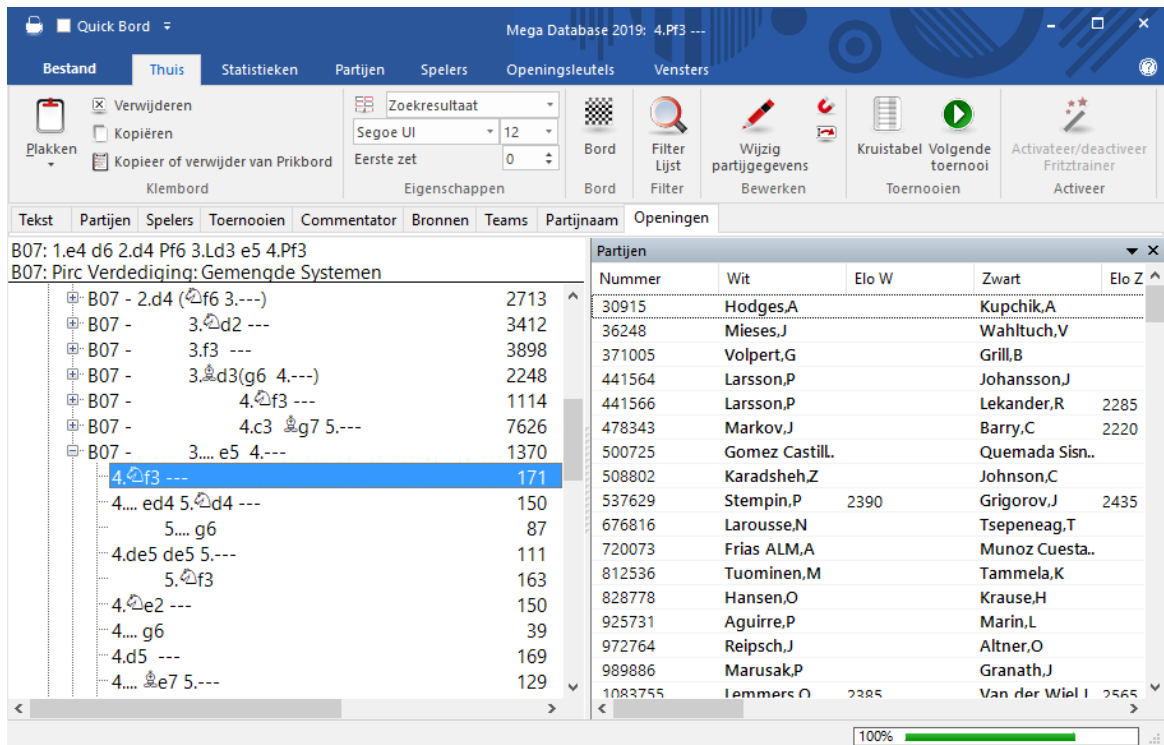 Quick Bord
Mega Database 2019: 4.Pf3 ---
Bestand Thuis Statistieken Partijen Spelers Openingsleutels Vensters
Plakken
Verwijderen
Kopiëren
Kopieer of verwijder van Prikbord
Klembord
Zoekresultaat
Segoe UI 12
Eerste zet 0
Eigenschappen
Bord
Bord
Filter
Lijst
Filter
Wijzig
partijgegevens
Bewerken
Kruistabel Volgende
toernooi
Toernooien
Activateer/deactiveer
Fritztrainer
Activeer
Tekst Partijen Spelers Toernooien Commentator Bronnen Teams Partijnaam Openingen
B07: 1.e4 d6 2.d4 Pf6 3.Ld3 e5 4.Pf3
B07: Pirc Verdediging: Gemengde Systemen
B07 - 2.d4 (♘f6 3.---) 2713
B07 - 3.♘d2 --- 3412
B07 - 3.f3 --- 3898
B07 - 3.♗d3(g6 4.---) 2248
B07 - 4.♘f3 --- 1114
B07 - 4.c3 ♗g7 5.--- 7626
B07 - 3.... e5 4.--- 1370
4.♘f3 --- 171
4.... ed4 5.♘d4 --- 150
5.... g6 87
4.de5 de5 5.--- 111
5.♘f3 163
4.♘e2 --- 150
4.... g6 39
4.d5 --- 169
4.... ♗e7 5.--- 129
Partijen
Nummer Wit Elo W Zwart Elo Z
30915 Hodges,A Kupchik,A
36248 Mieses,J Wahltuch,V
371005 Volpert,G Grill,B
441564 Larsson,P Johansson,J
441566 Larsson,P Lekander,R 2285
478343 Markov,J Barry,C 2220
500725 Gomez Castill.. Quemada Sisn..
508802 Karadsheh,Z Johnson,C
537629 Stempin,P 2390 Grigorov,J 2435
676816 Larousse,N Tsepeneag,T
720073 Frias ALM,A Munoz Cuesta..
812536 Tuominen,M Tammela,K
828778 Hansen,O Krause,H
925731 Aguirre,P Marin,L
972764 Reipsch,J Altner,O
989886 Marusak,P Granath,J
1083755 Lemmers,O 2385 Van der Wiel,J 2565
100%